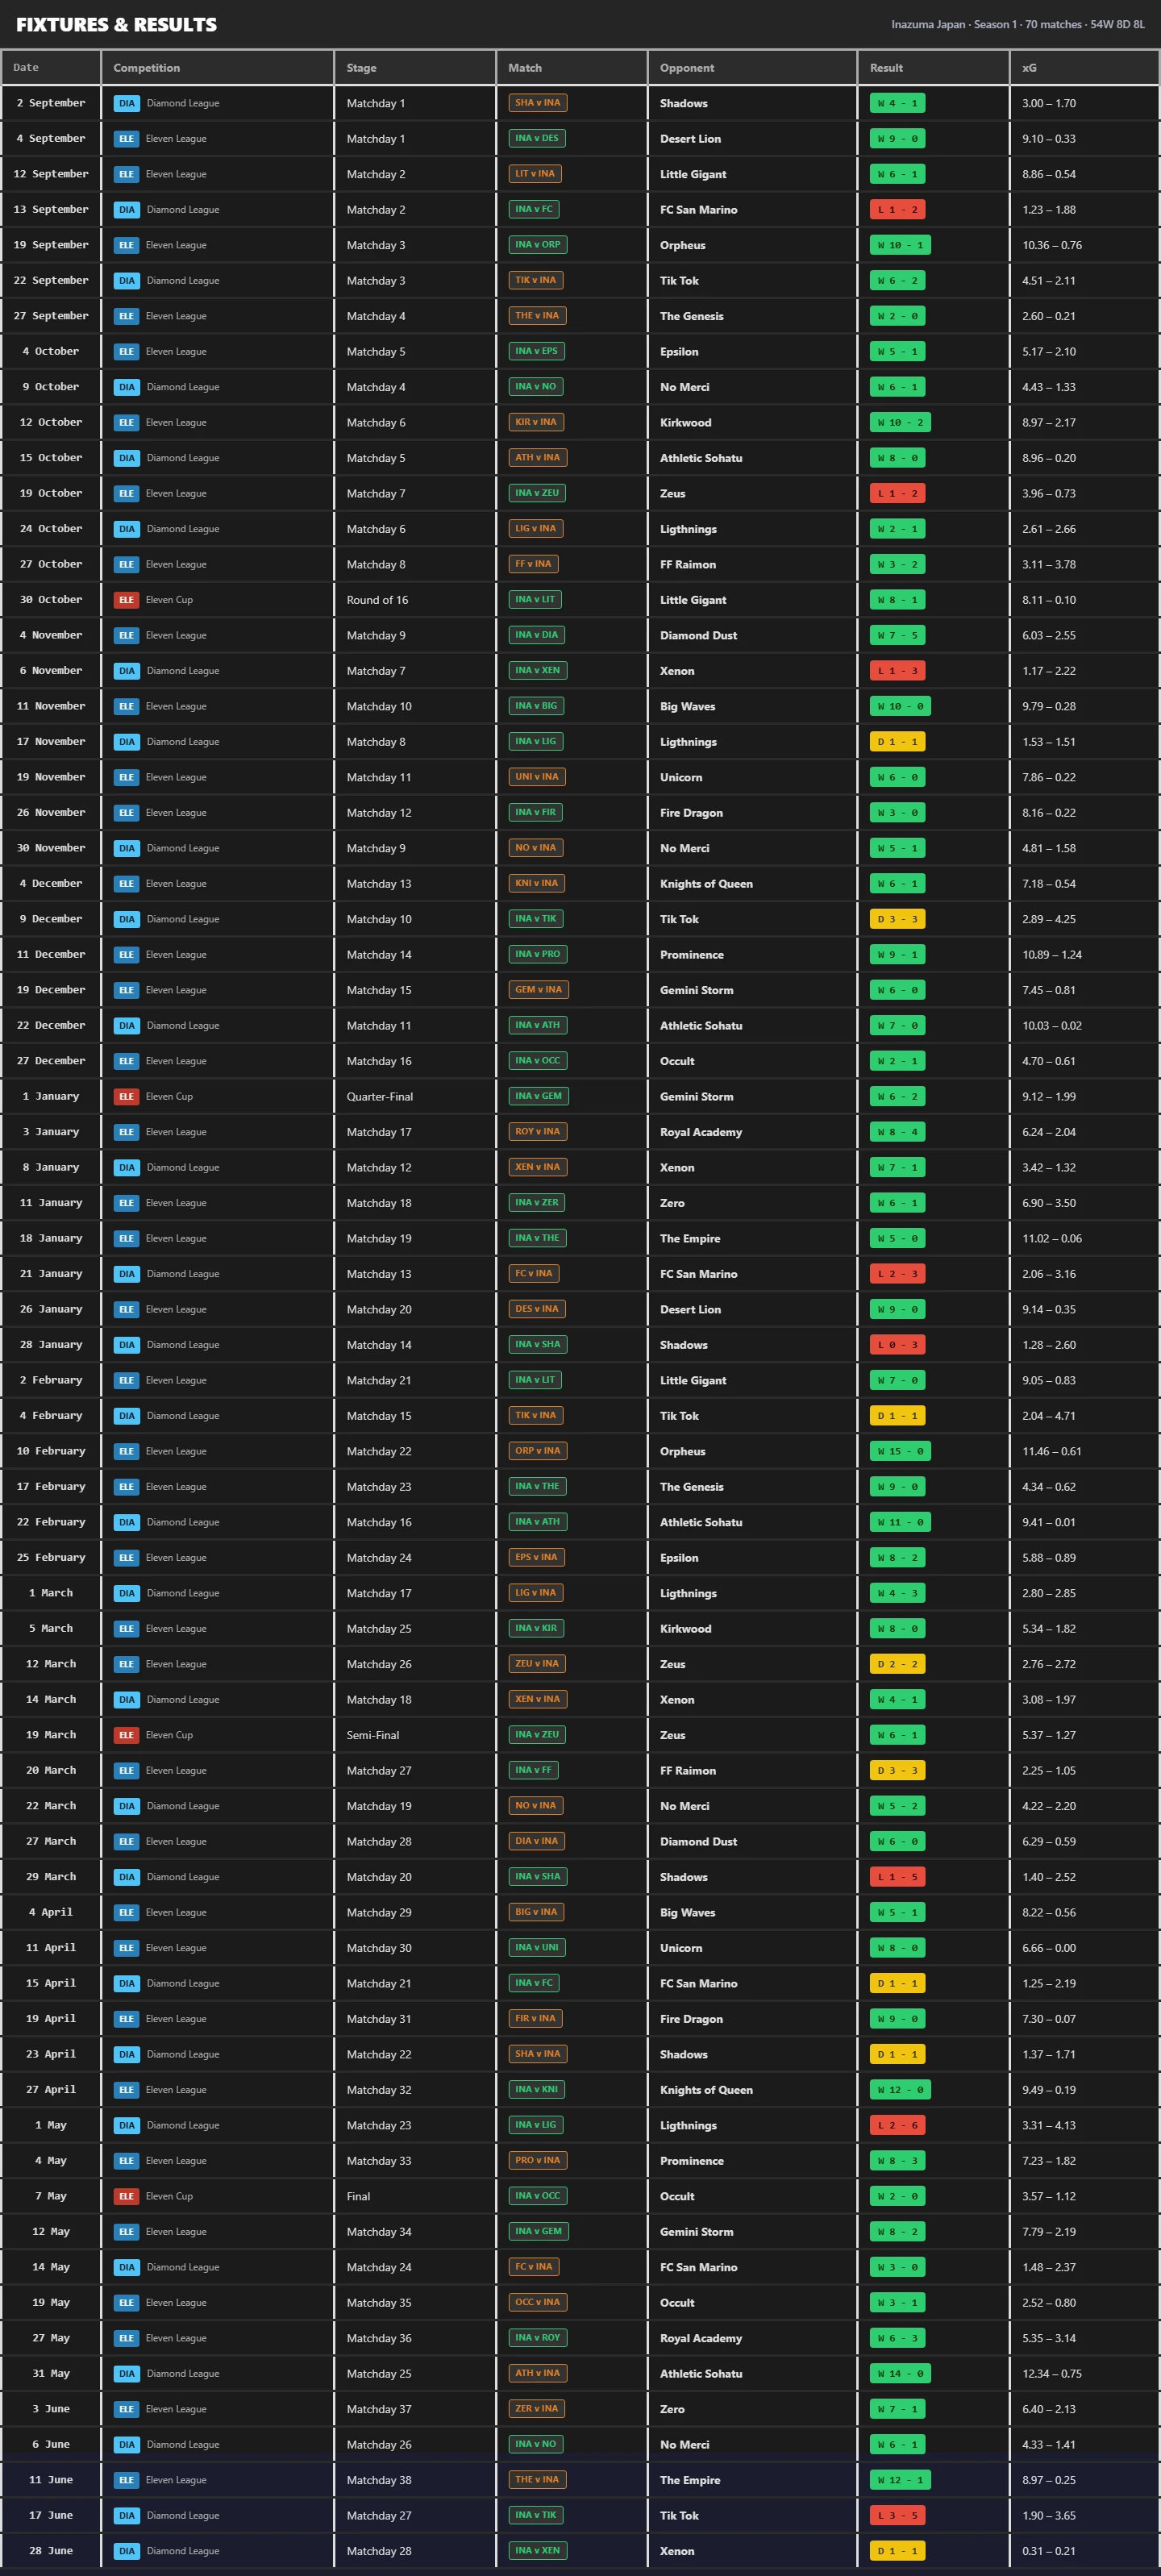 FIXTURES & RESULTS Inazuma Japan · Season 1 · 70 matches · 54W 8D 8L
Date Competition Stage Match Opponent Result xG
2 September DIA Diamond League Matchday 1 SHA v INA Shadows W 4 - 1 3.00 – 1.70
4 September ELE Eleven League Matchday 1 INA v DES Desert Lion W 9 - 0 9.10 – 0.33
12 September ELE Eleven League Matchday 2 LIT v INA Little Gigant W 6 - 1 8.86 – 0.54
13 September DIA Diamond League Matchday 2 INA v FC FC San Marino L 1 - 2 1.23 – 1.88
19 September ELE Eleven League Matchday 3 INA v ORP Orpheus W 10 - 1 10.36 – 0.76
22 September DIA Diamond League Matchday 3 TIK v INA Tik Tok W 6 - 2 4.51 – 2.11
27 September ELE Eleven League Matchday 4 THE v INA The Genesis W 2 - 0 2.60 – 0.21
4 October ELE Eleven League Matchday 5 INA v EPS Epsilon W 5 - 1 5.17 – 2.10
9 October DIA Diamond League Matchday 4 INA v NO No Merci W 6 - 1 4.43 – 1.33
12 October ELE Eleven League Matchday 6 KIR v INA Kirkwood W 10 - 2 8.97 – 2.17
15 October DIA Diamond League Matchday 5 ATH v INA Athletic Sohatu W 8 - 0 8.96 – 0.20
19 October ELE Eleven League Matchday 7 INA v ZEU Zeus L 1 - 2 3.96 – 0.73
24 October DIA Diamond League Matchday 6 LIG v INA Ligthnings W 2 - 1 2.61 – 2.66
27 October ELE Eleven League Matchday 8 FF v INA FF Raimon W 3 - 2 3.11 – 3.78
30 October ELE Eleven Cup Round of 16 INA v LIT Little Gigant W 8 - 1 8.11 – 0.10
4 November ELE Eleven League Matchday 9 INA v DIA Diamond Dust W 7 - 5 6.03 – 2.55
6 November DIA Diamond League Matchday 7 INA v XEN Xenon L 1 - 3 1.17 – 2.22
11 November ELE Eleven League Matchday 10 INA v BIG Big Waves W 10 - 0 9.79 – 0.28
17 November DIA Diamond League Matchday 8 INA v LIG Ligthnings D 1 - 1 1.53 – 1.51
19 November ELE Eleven League Matchday 11 UNI v INA Unicorn W 6 - 0 7.86 – 0.22
26 November ELE Eleven League Matchday 12 INA v FIR Fire Dragon W 3 - 0 8.16 – 0.22
30 November DIA Diamond League Matchday 9 NO v INA No Merci W 5 - 1 4.81 – 1.58
4 December ELE Eleven League Matchday 13 KNI v INA Knights of Queen W 6 - 1 7.18 – 0.54
9 December DIA Diamond League Matchday 10 INA v TIK Tik Tok D 3 - 3 2.89 – 4.25
11 December ELE Eleven League Matchday 14 INA v PRO Prominence W 9 - 1 10.89 – 1.24
19 December ELE Eleven League Matchday 15 GEM v INA Gemini Storm W 6 - 0 7.45 – 0.81
22 December DIA Diamond League Matchday 11 INA v ATH Athletic Sohatu W 7 - 0 10.03 – 0.02
27 December ELE Eleven League Matchday 16 INA v OCC Occult W 2 - 1 4.70 – 0.61
1 January ELE Eleven Cup Quarter-Final INA v GEM Gemini Storm W 6 - 2 9.12 – 1.99
3 January ELE Eleven League Matchday 17 ROY v INA Royal Academy W 8 - 4 6.24 – 2.04
8 January DIA Diamond League Matchday 12 XEN v INA Xenon W 7 - 1 3.42 – 1.32
11 January ELE Eleven League Matchday 18 INA v ZER Zero W 6 - 1 6.90 – 3.50
18 January ELE Eleven League Matchday 19 INA v THE The Empire W 5 - 0 11.02 – 0.06
21 January DIA Diamond League Matchday 13 FC v INA FC San Marino L 2 - 3 2.06 – 3.16
26 January ELE Eleven League Matchday 20 DES v INA Desert Lion W 9 - 0 9.14 – 0.35
28 January DIA Diamond League Matchday 14 INA v SHA Shadows L 0 - 3 1.28 – 2.60
2 February ELE Eleven League Matchday 21 INA v LIT Little Gigant W 7 - 0 9.05 – 0.83
4 February DIA Diamond League Matchday 15 TIK v INA Tik Tok D 1 - 1 2.04 – 4.71
10 February ELE Eleven League Matchday 22 ORP v INA Orpheus W 15 - 0 11.46 – 0.61
17 February ELE Eleven League Matchday 23 INA v THE The Genesis W 9 - 0 4.34 – 0.62
22 February DIA Diamond League Matchday 16 INA v ATH Athletic Sohatu W 11 - 0 9.41 – 0.01
25 February ELE Eleven League Matchday 24 EPS v INA Epsilon W 8 - 2 5.88 – 0.89
1 March DIA Diamond League Matchday 17 LIG v INA Ligthnings W 4 - 3 2.80 – 2.85
5 March ELE Eleven League Matchday 25 INA v KIR Kirkwood W 8 - 0 5.34 – 1.82
12 March ELE Eleven League Matchday 26 ZEU v INA Zeus D 2 - 2 2.76 – 2.72
14 March DIA Diamond League Matchday 18 XEN v INA Xenon W 4 - 1 3.08 – 1.97
19 March ELE Eleven Cup Semi-Final INA v ZEU Zeus W 6 - 1 5.37 – 1.27
20 March ELE Eleven League Matchday 27 INA v FF FF Raimon D 3 - 3 2.25 – 1.05
22 March DIA Diamond League Matchday 19 NO v INA No Merci W 5 - 2 4.22 – 2.20
27 March ELE Eleven League Matchday 28 DIA v INA Diamond Dust W 6 - 0 6.29 – 0.59
29 March DIA Diamond League Matchday 20 INA v SHA Shadows L 1 - 5 1.40 – 2.52
4 April ELE Eleven League Matchday 29 BIG v INA Big Waves W 5 - 1 8.22 – 0.56
11 April ELE Eleven League Matchday 30 INA v UNI Unicorn W 8 - 0 6.66 – 0.00
15 April DIA Diamond League Matchday 21 INA v FC FC San Marino D 1 - 1 1.25 – 2.19
19 April ELE Eleven League Matchday 31 FIR v INA Fire Dragon W 9 - 0 7.30 – 0.07
23 April DIA Diamond League Matchday 22 SHA v INA Shadows D 1 - 1 1.37 – 1.71
27 April ELE Eleven League Matchday 32 INA v KNI Knights of Queen W 12 - 0 9.49 – 0.19
1 May DIA Diamond League Matchday 23 INA v LIG Ligthnings L 2 - 6 3.31 – 4.13
4 May ELE Eleven League Matchday 33 PRO v INA Prominence W 8 - 3 7.23 – 1.82
7 May ELE Eleven Cup Final INA v OCC Occult W 2 - 0 3.57 – 1.12
12 May ELE Eleven League Matchday 34 INA v GEM Gemini Storm W 8 - 2 7.79 – 2.19
14 May DIA Diamond League Matchday 24 FC v INA FC San Marino W 3 - 0 1.48 – 2.37
19 May ELE Eleven League Matchday 35 OCC v INA Occult W 3 - 1 2.52 – 0.80
27 May ELE Eleven League Matchday 36 INA v ROY Royal Academy W 6 - 3 5.35 – 3.14
31 May DIA Diamond League Matchday 25 ATH v INA Athletic Sohatu W 14 - 0 12.34 – 0.75
3 June ELE Eleven League Matchday 37 ZER v INA Zero W 7 - 1 6.40 – 2.13
6 June DIA Diamond League Matchday 26 INA v NO No Merci W 6 - 1 4.33 – 1.41
11 June ELE Eleven League Matchday 38 THE v INA The Empire W 12 - 1 8.97 – 0.25
17 June DIA Diamond League Matchday 27 INA v TIK Tik Tok L 3 - 5 1.90 – 3.65
28 June DIA Diamond League Matchday 28 INA v XEN Xenon D 1 - 1 0.31 – 0.21